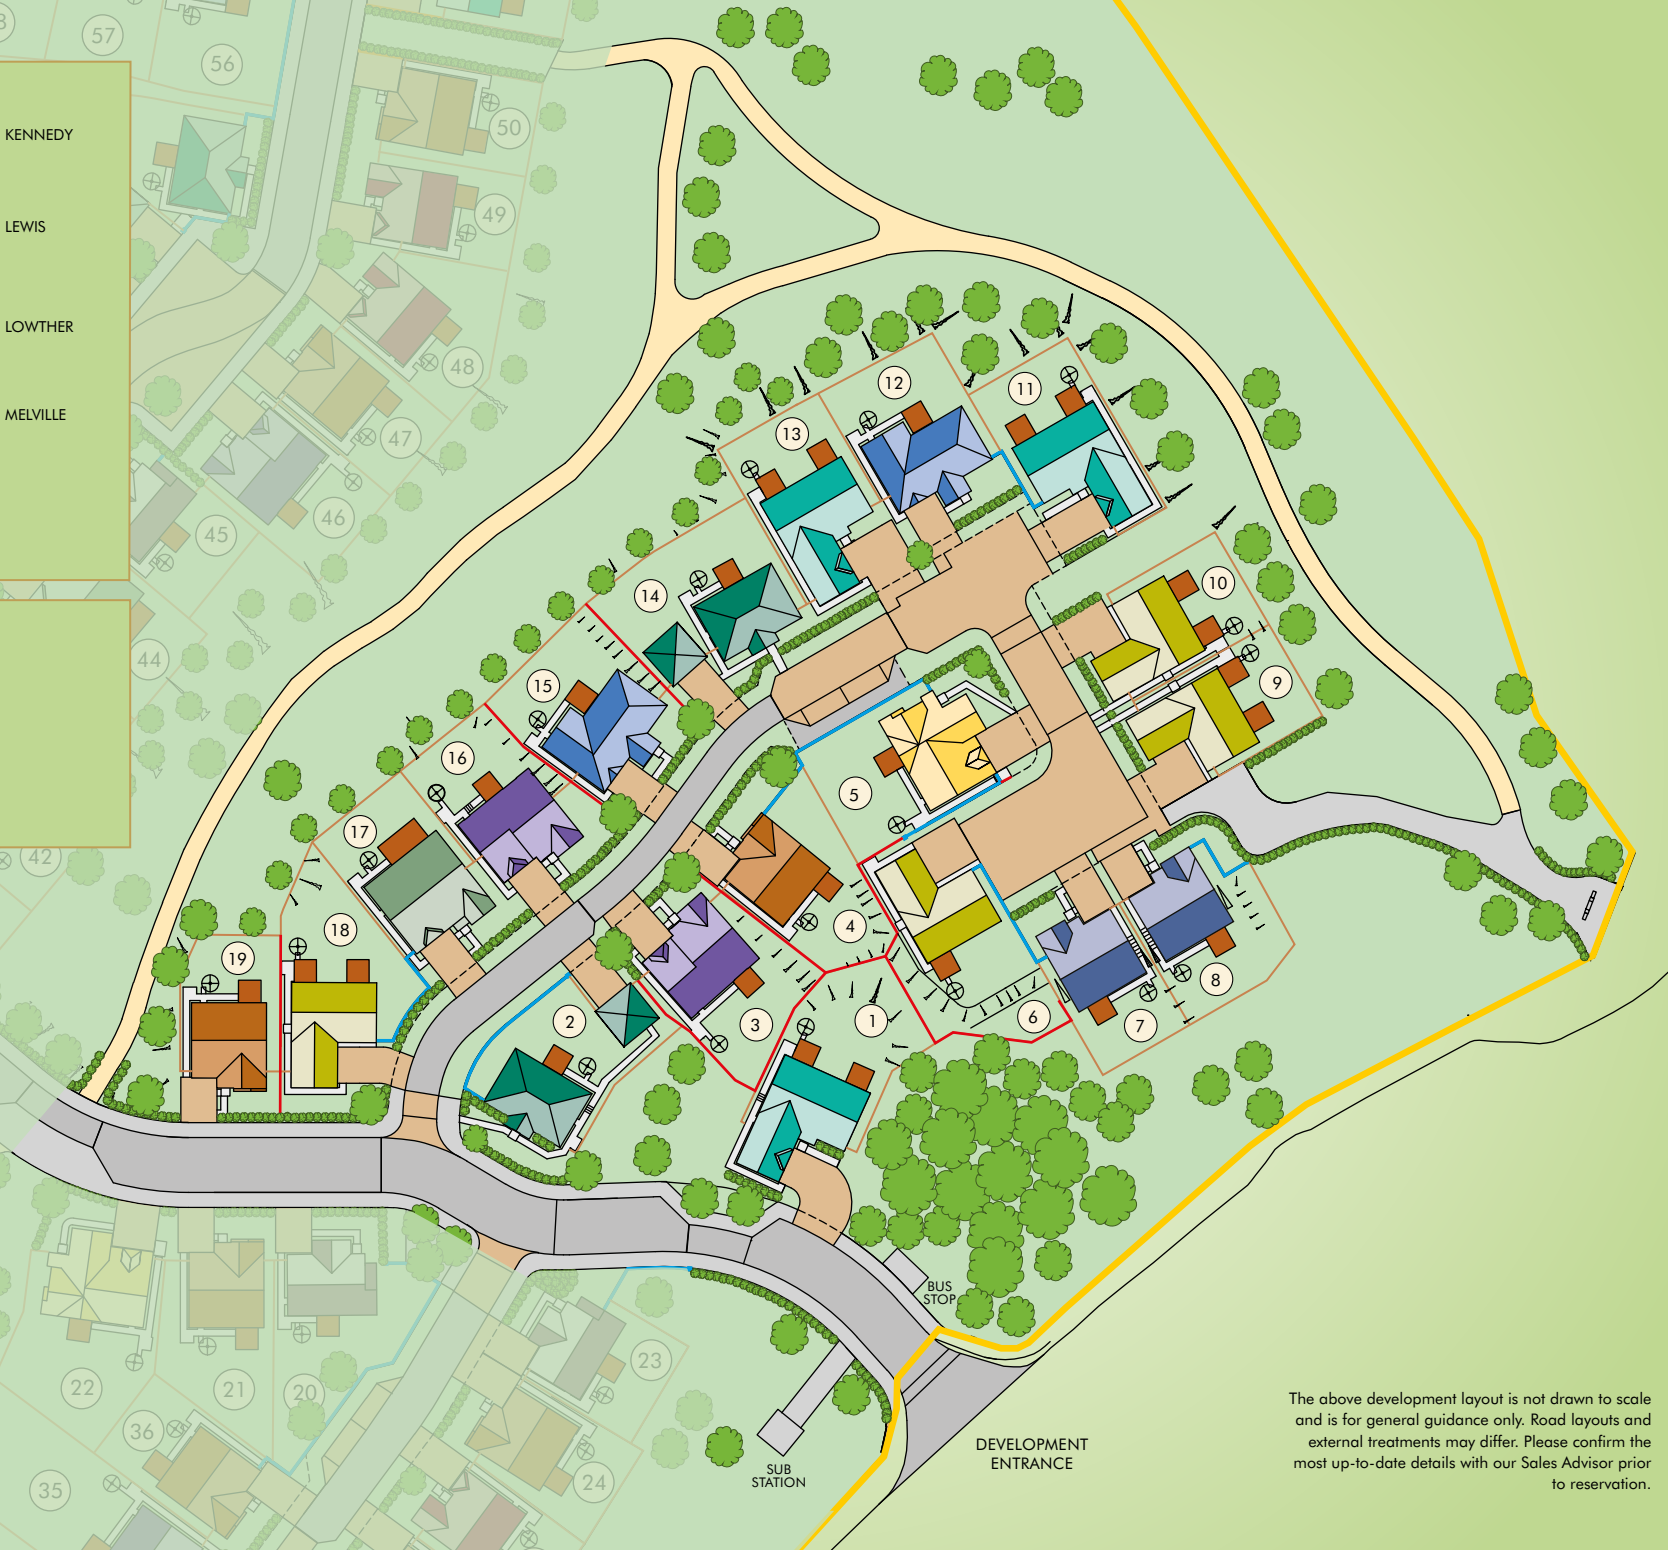 57
56
50
KENNEDY
49
LEWIS
LOWTHER
48
12
11
MELVILLE
13
47
46
45
10
14
44
15
9
16
5
17
42
4
18
19
8
2
3
1
6
7
BUS
STOP
23
22
21
20
The above development layout is not drawn to scale
and is for general guidance only. Road layouts and
external treatments may differ. Please confirm the
most up-to-date details with our Sales Advisor prior
to reservation.
36
DEVELOPMENT
ENTRANCE
SUB
STATION
24
35